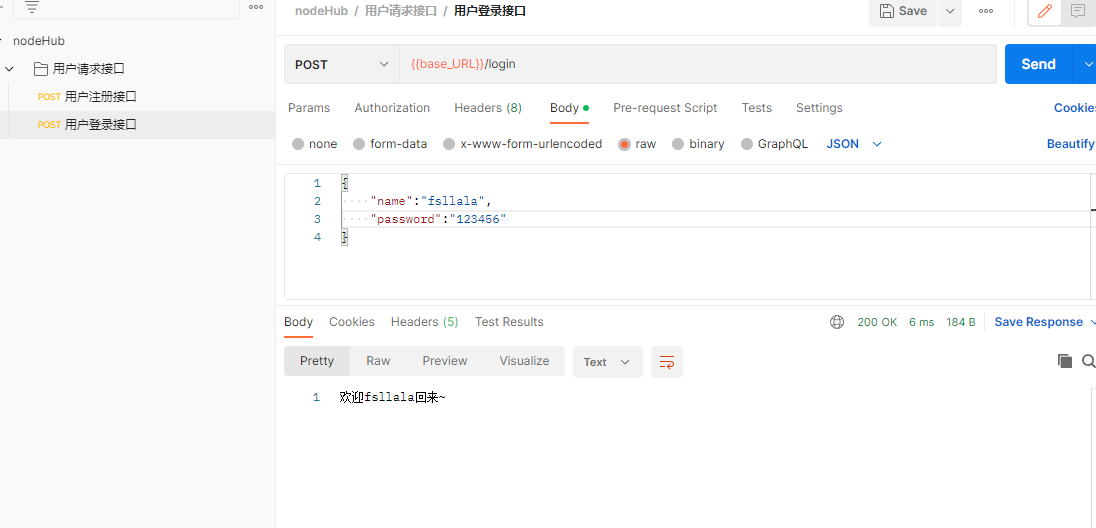 nodeHub / 用户请求接口 / 用户登录接口
Save
nodeHub
用户请求接口
POST 用户注册接口
POST 用户登录接口
POST {{base_URL}}/login
Send
Params Authorization Headers (8) Body Pre-request Script Tests Settings Cookies
none form-data x-www-form-urlencoded raw binary GraphQL JSON Beautify
1 {
2 "name":"fsllala",
3 "password":"123456"
4 }
Body Cookies Headers (5) Test Results 200 OK 6 ms 184 B Save Response
Pretty Raw Preview Visualize Text
1 欢迎fsllala回来~